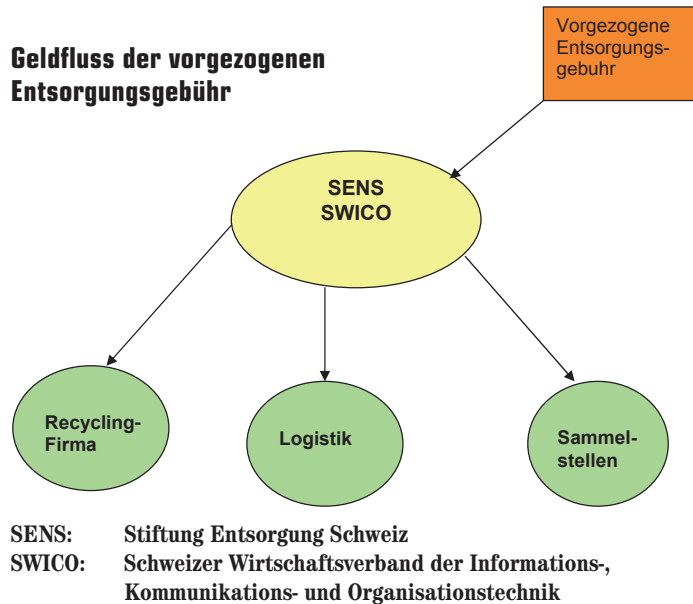 Geldfluss der vorgezogenen
Entsorgungsgebühr
Vorgezogene
Entsorgungs-
gebuhr
SENS
SWICO
Recycling-
Firma
Logistik
Sammel-
stellen
SENS: Stiftung Entsorgung Schweiz
SWICO: Schweizer Wirtschaftsverband der Informations-,
Kommunikations- und Organisationstechnik